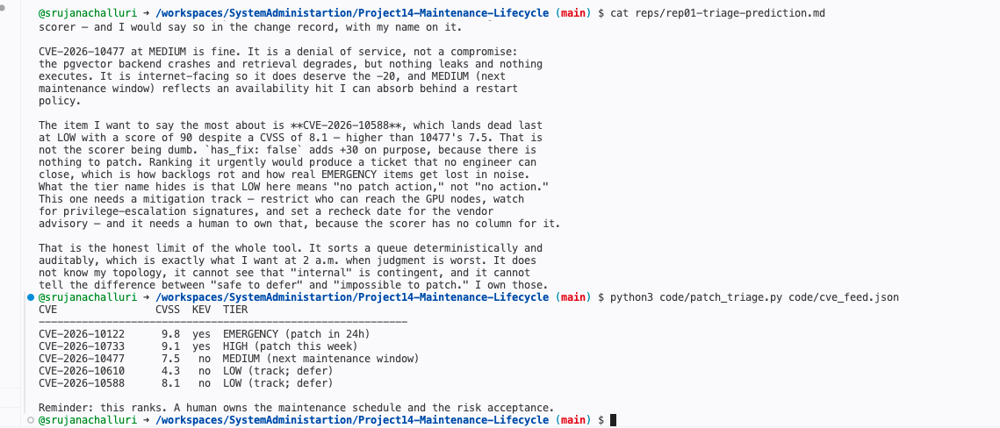 @srujanachalluri ➜ /workspaces/SystemAdministartion/Project14-Maintenance-Lifecycle (main) $ cat reps/rep01-triage-prediction.md
scorer — and I would say so in the change record, with my name on it.
CVE-2026-10477 at MEDIUM is fine. It is a denial of service, not a compromise:
the pgvector backend crashes and retrieval degrades, but nothing leaks and nothing
executes. It is internet-facing so it does deserve the -20, and MEDIUM (next
maintenance window) reflects an availability hit I can absorb behind a restart
policy.
The item I want to say the most about is **CVE-2026-10588**, which lands dead last
at LOW with a score of 90 despite a CVSS of 8.1 — higher than 10477's 7.5. That is
not the scorer being dumb. `has_fix: false` adds +30 on purpose, because there is
nothing to patch. Ranking it urgently would produce a ticket that no engineer can
close, which is how backlogs rot and how real EMERGENCY items get lost in noise.
What the tier name hides is that LOW here means "no patch action," not "no action."
This one needs a mitigation track — restrict who can reach the GPU nodes, watch
for privilege-escalation signatures, and set a recheck date for the vendor
advisory — and it needs a human to own that, because the scorer has no column for it.
That is the honest limit of the whole tool. It sorts a queue deterministically and
auditably, which is exactly what I want at 2 a.m. when judgment is worst. It does
not know my topology, it cannot see that "internal" is contingent, and it cannot
tell the difference between "safe to defer" and "impossible to patch." I own those.
@srujanachalluri ➜ /workspaces/SystemAdministartion/Project14-Maintenance-Lifecycle (main) $ python3 code/patch_triage.py code/cve_feed.json
CVE CVSS KEV TIER
────────────────────────────────────────────────────────────
CVE-2026-10122 9.8 yes EMERGENCY (patch in 24h)
CVE-2026-10733 9.1 yes HIGH (patch this week)
CVE-2026-10477 7.5 no MEDIUM (next maintenance window)
CVE-2026-10610 4.3 no LOW (track; defer)
CVE-2026-10588 8.1 no LOW (track; defer)
Reminder: this ranks. A human owns the maintenance schedule and the risk acceptance.
@srujanachalluri ➜ /workspaces/SystemAdministartion/Project14-Maintenance-Lifecycle (main) $